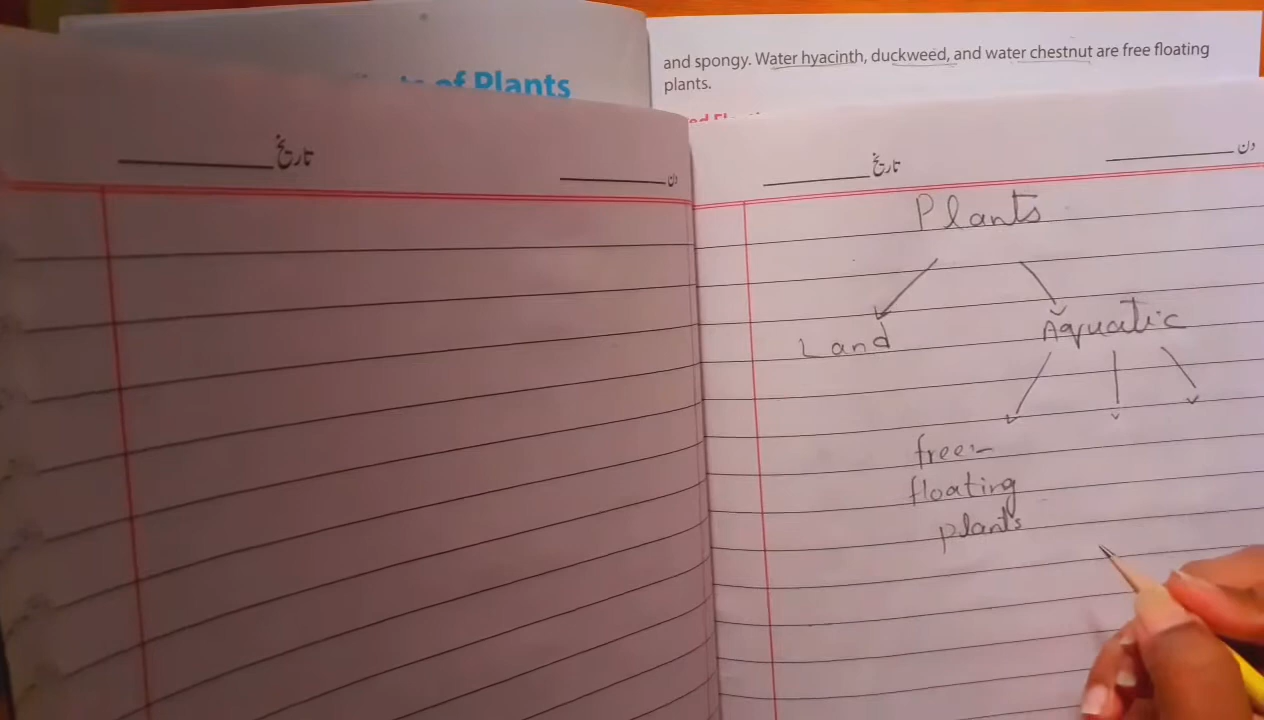 of Plants
and spongy. Water hyacinth, duckweed, and water chestnut are free floating
plants.
تاریخ
دن
تاریخ
دن
Plants
Land
Aquatic
free:-
floating
plants